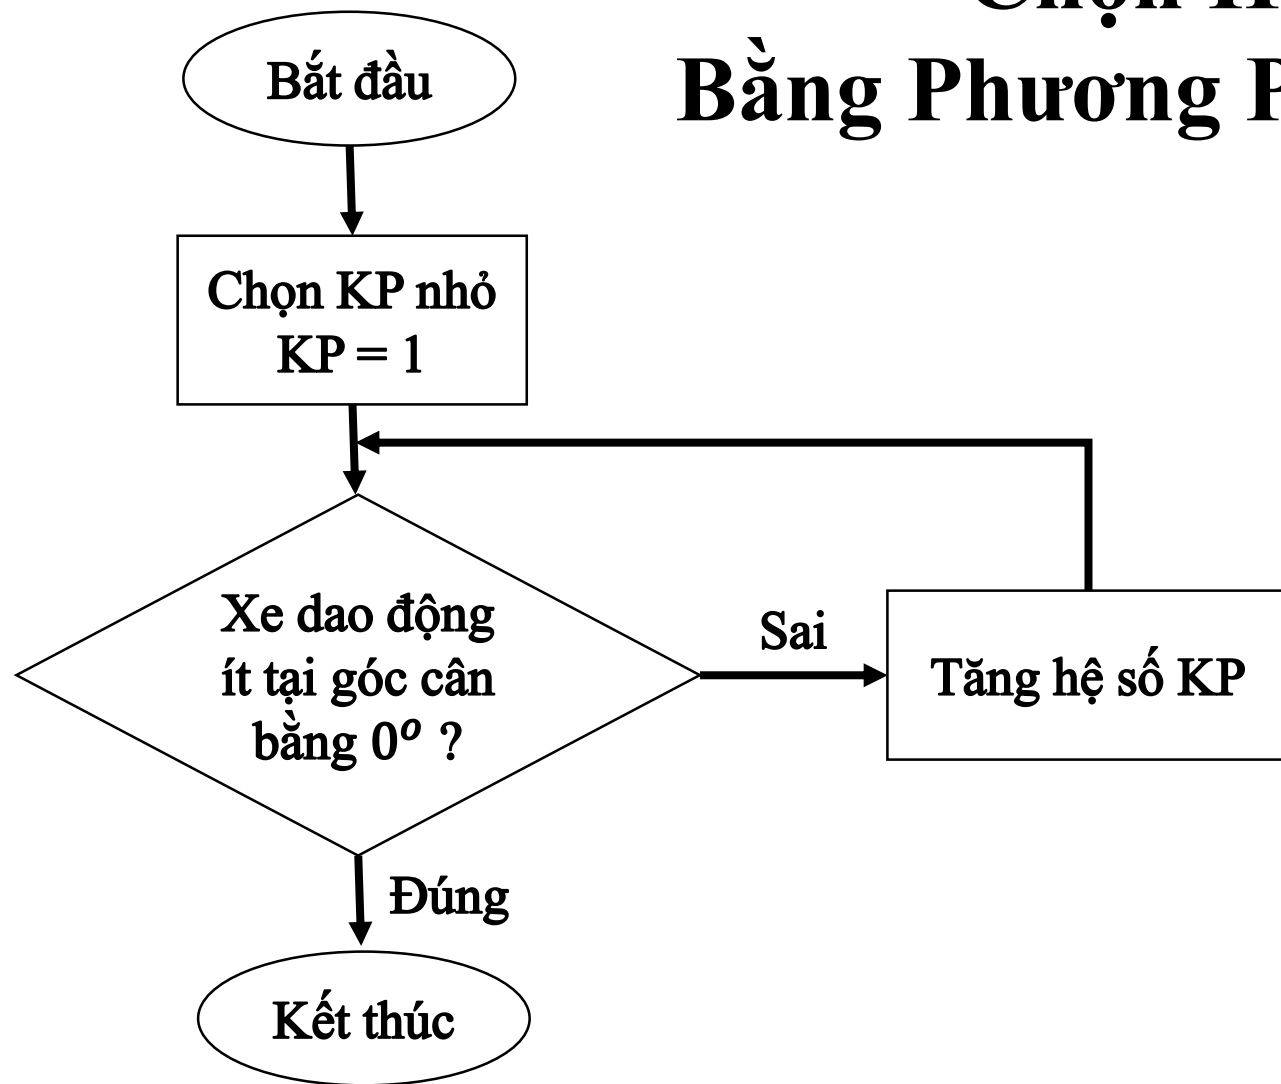 Chọn
Bằng Phương
Bắt đầu
Chọn KP nhỏ
KP = 1
Xe dao động
ít tại góc cân
bằng 0º ?
Sai
Tăng hệ số KP
Đúng
Kết thúc